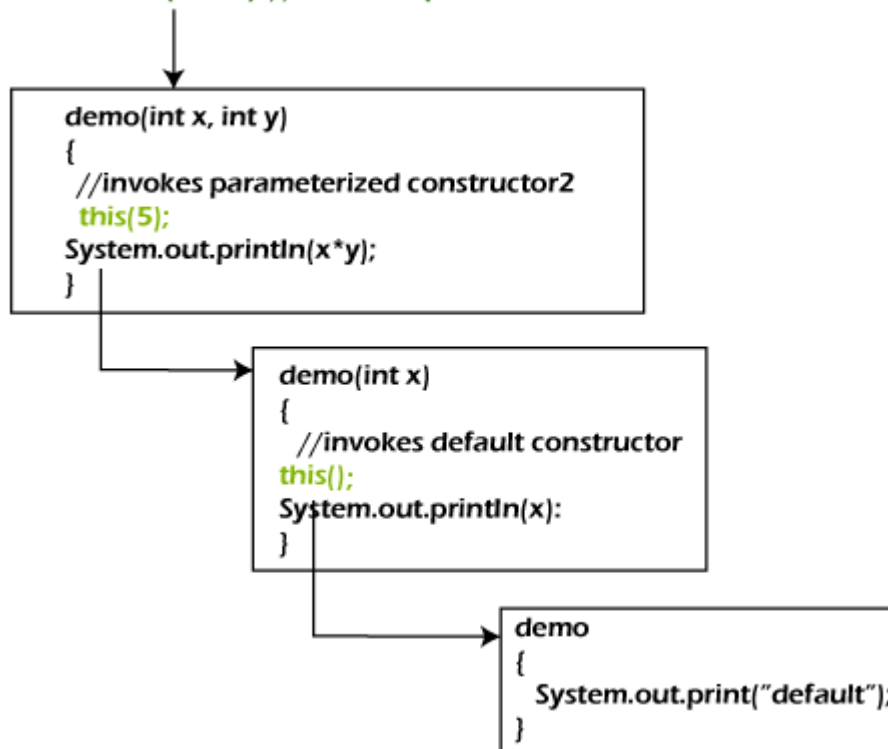 demo(int x, int y)
{
//invokes parameterized constructor2
this(5);
System.out.println(x*y);
}
demo(int x)
{
//invokes default constructor
this();
System.out.println(x):
}
demo
{
System.out.print("default");
}